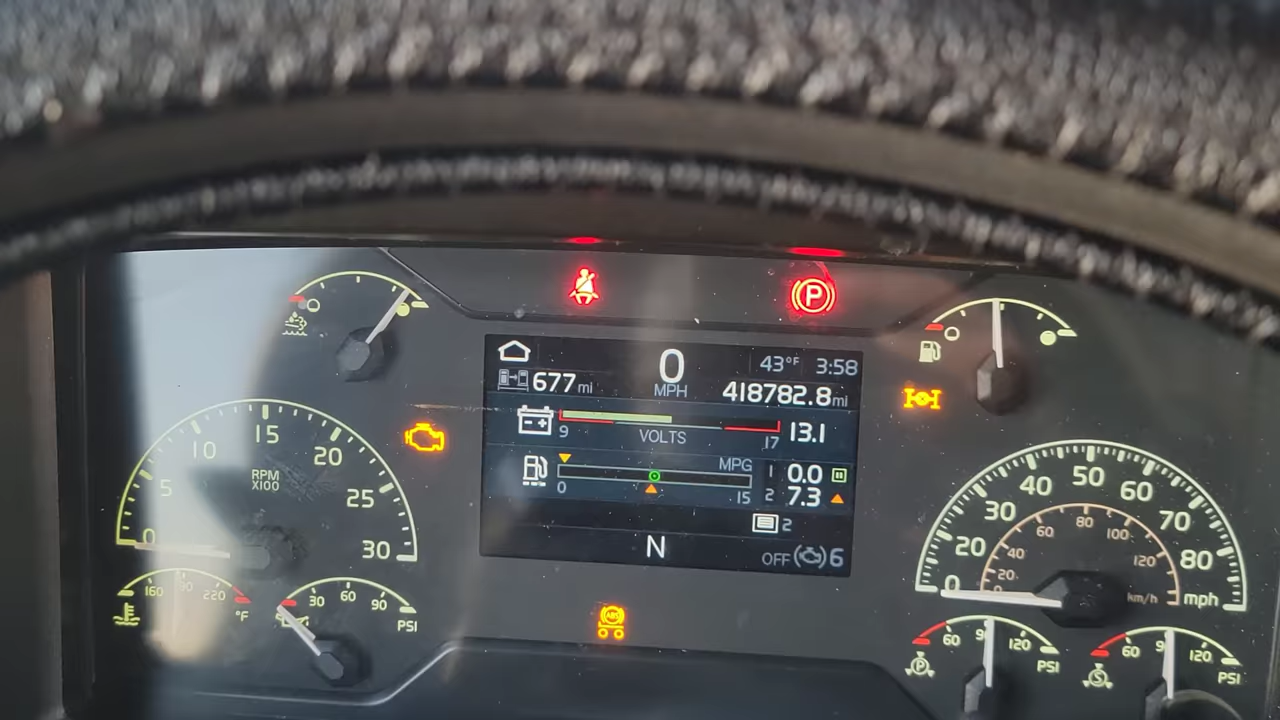 0
MPH
43°F 3:58
677 mi
418782.8 mi
9 17 13.1
VOLTS
MPG
0 15
1 0.0
2 7.3
2
N
OFF 6
0 5 10 15 20 25 30
RPM
X100
160 220
°F
30 60 90
PSI
P
ABS
0 20 30 40 50 60 70 80
mph
0 20 40 60 80 100 120
km/h
P
60 120
PSI
S
60 120
PSI